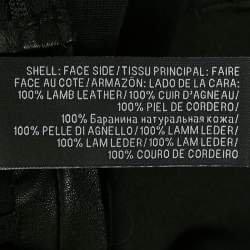 SHELL: FACE SIDE/TISSU PRINCIPAL: FAIRE
FACE AU COTE/ARMAZÓN: LADO DE LA CARA:
100% LAMB LEATHER/100% CUIR D'AGNEAU/
100% PIEL DE CORDERO/
100% Баранина натуральная кожа/
100% PELLE DI AGNELLO/100% LAMM LEDER/
100% LAM LEDER/100% LAMM LEDER/
100% COURO DE CORDEIRO